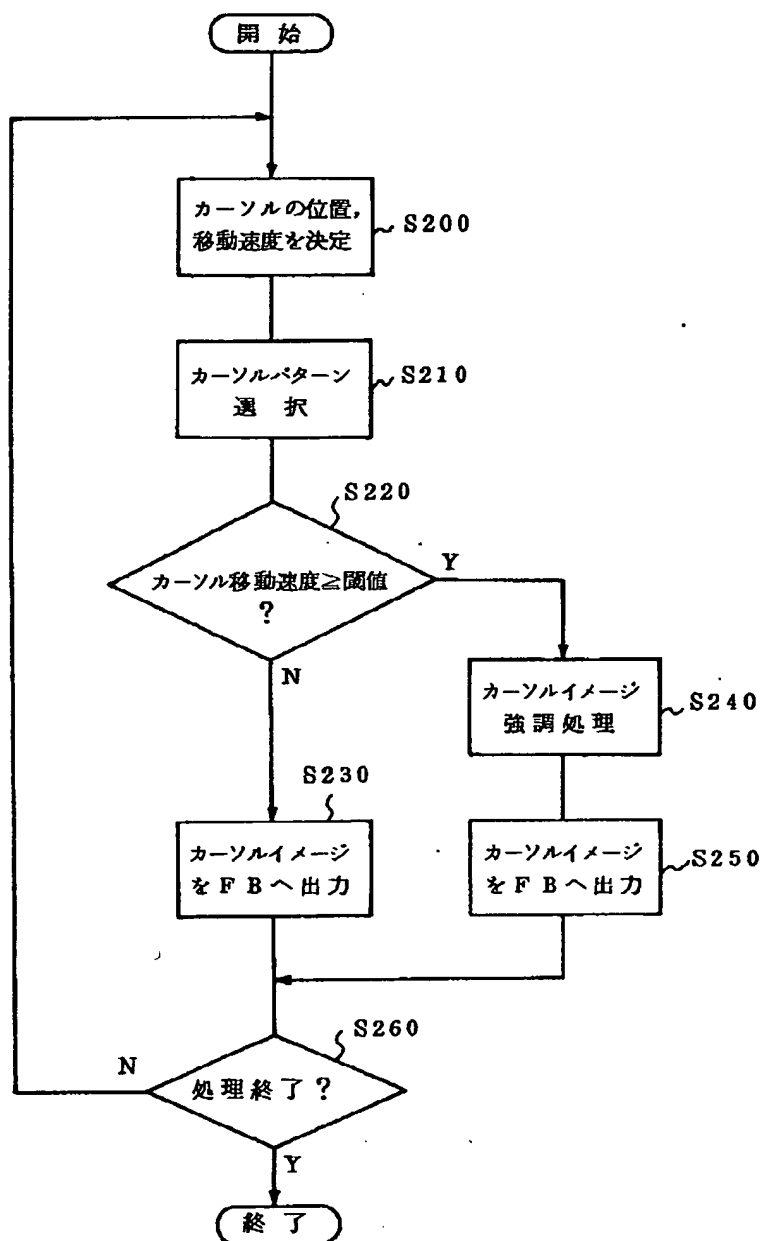 開始
カーソルの位置,
移動速度を決定
S200
カーソルパターン
選択
S210
S220
カーソル移動速度≧閾値
?
Y
N
カーソルイメージ
強調処理
S240
S230
カーソルイメージ
をFBへ出力
カーソルイメージ
をFBへ出力
S250
S260
処理終了?
N
Y
終了